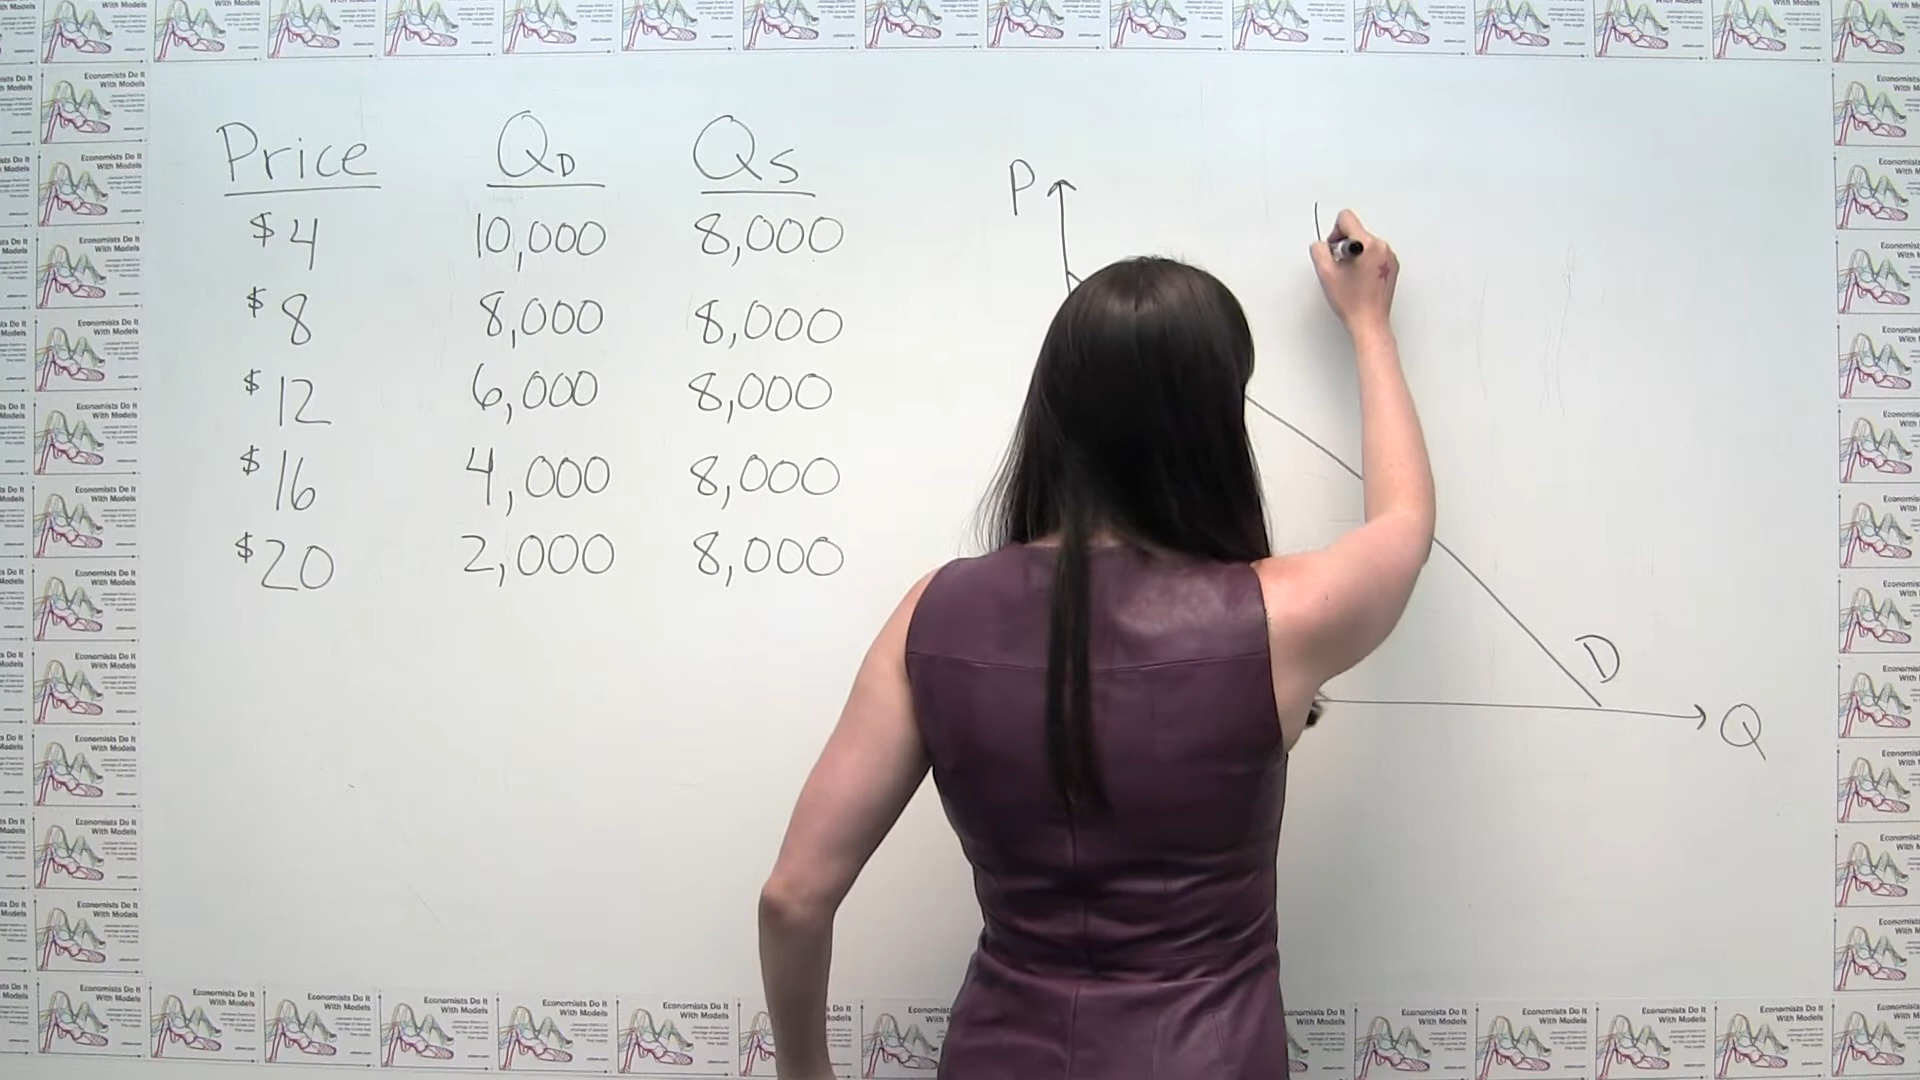 Price QD QS
$4 10,000 8,000
$8 8,000 8,000
$12 6,000 8,000
$16 4,000 8,000
$20 2,000 8,000
P
D
Q
Economists Do It
With Models